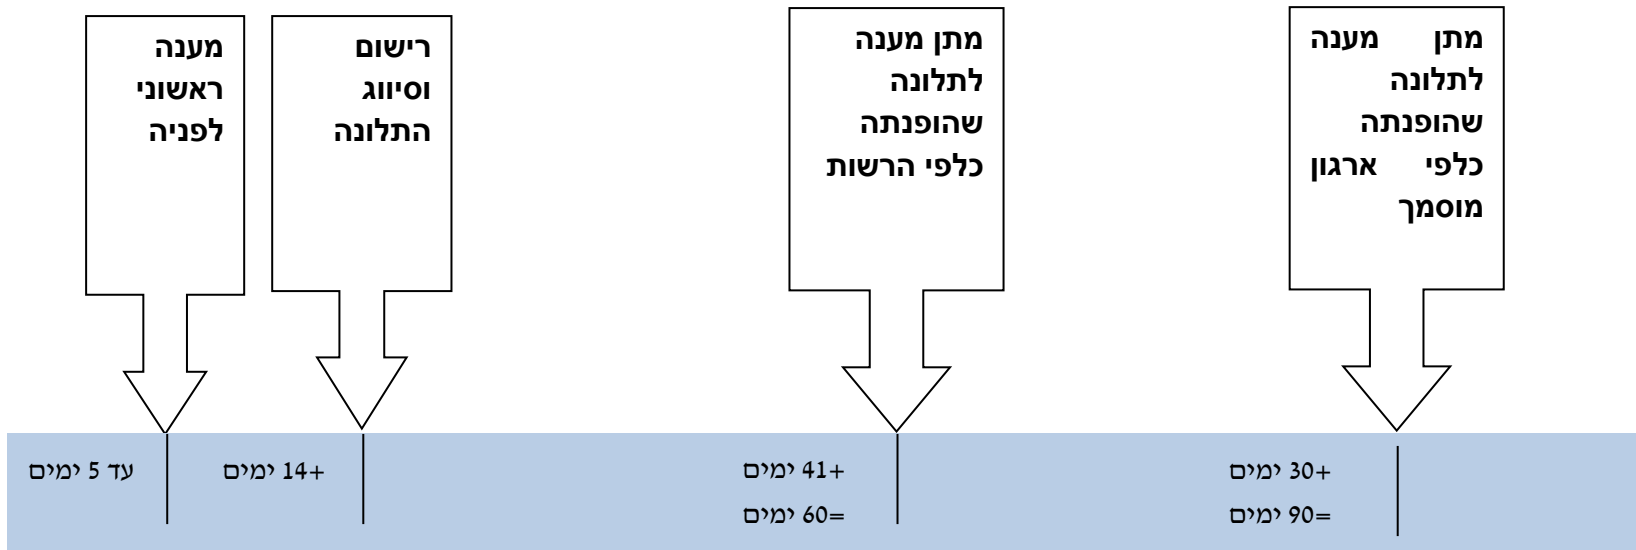 מענה
ראשוני
לפניה
רישום
וסיווג
התלונה
מתן מענה
לתלונה
שהופנתה
כלפי הרשות
מתן מענה
לתלונה
שהופנתה
כלפי ארגון
מוסמך
עד 5 ימים
+14 ימים
+41 ימים
=60 ימים
+30 ימים
=90 ימים